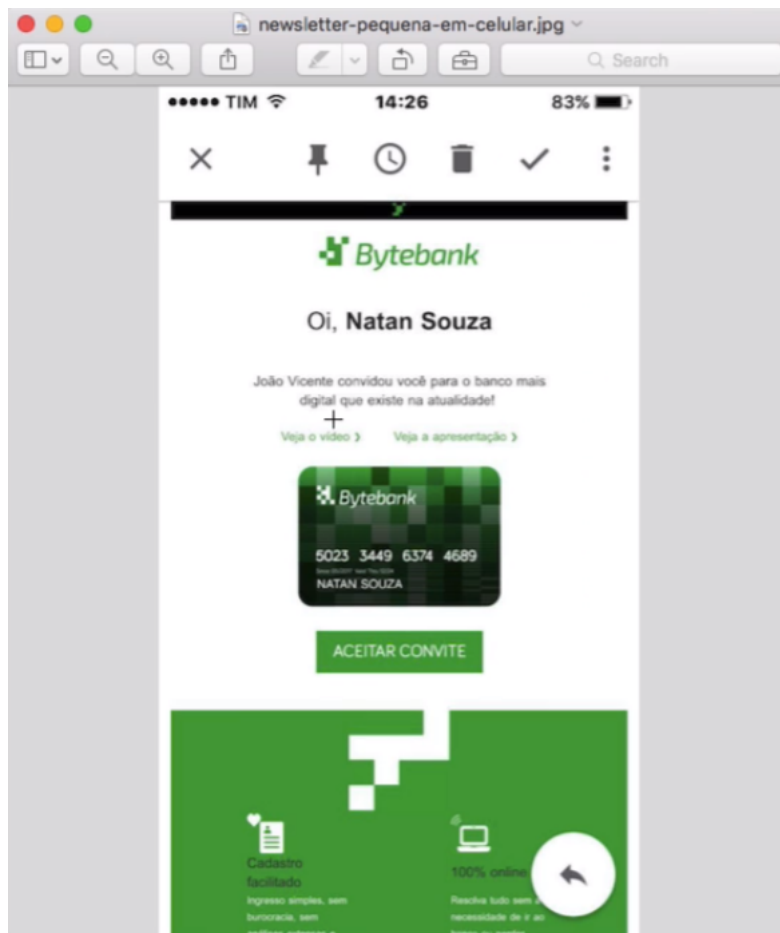 newsletter-pequena-em-celular.jpg
Search
TIM 14:26 83%
Bytebank
Oi, Natan Souza
João Vicente convidou você para o banco mais
digital que existe na atualidade!
Veja o vídeo Veja a apresentação
Bytebank
5023 3449 6374 4689
NATAN SOUZA
ACEITAR CONVITE
Cadastro
facilitado
Ingresso simples, sem
burocracia, sem
100% online
Resolva tudo sem a
necessidade de ir ao